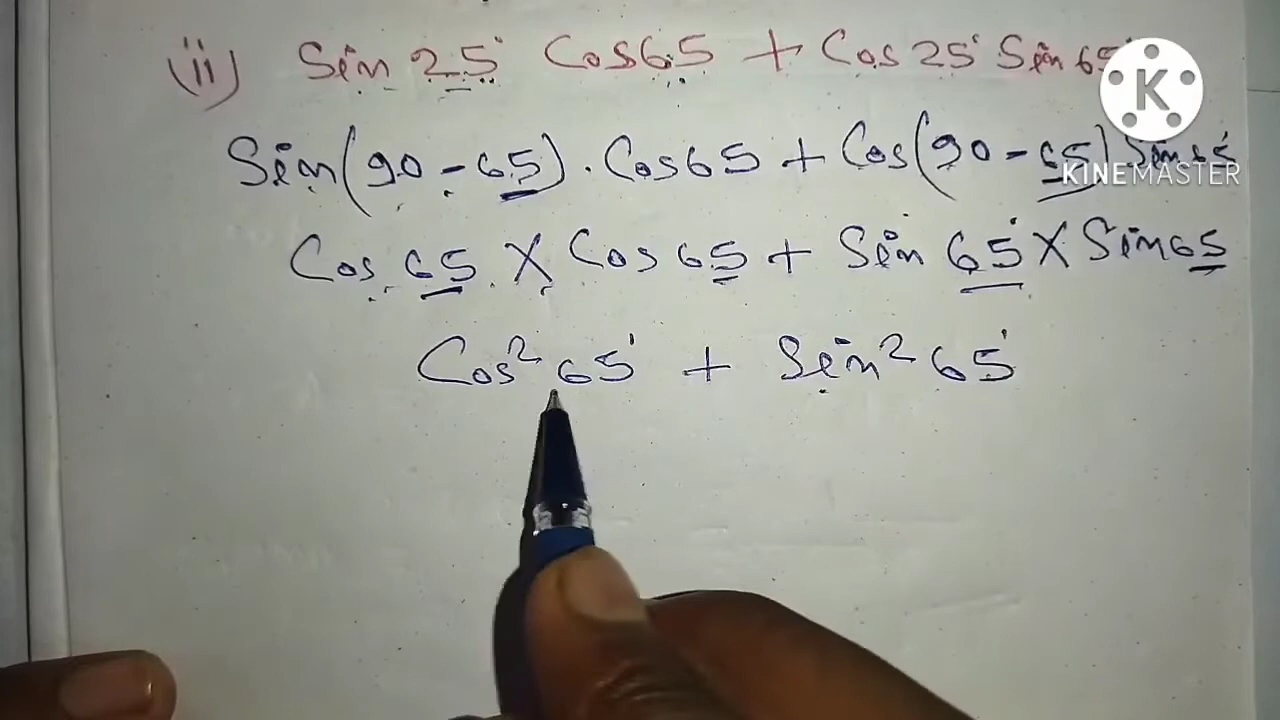 (ii) Sin 25° Cos65 + Cos 25° Sin 65°
Sin(90 - 65) . Cos65 + Cos(90 - 65) Sin65°
KINEMASTER
Cos 65 X Cos 65 + Sin 65° X Sin65
Cos² 65° + Sin² 65°